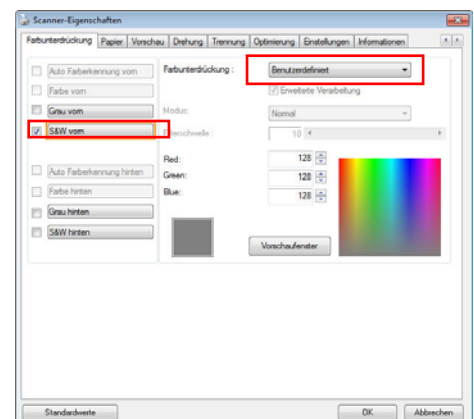 Scanner-Eigenschaften
Farbunterdrückung Papier Vorschau Drehung Trennung Optimierung Einstellungen Informationen
Auto Farberkennung vorn
Farbe vorn
Grau vorn
S&W vorn
Auto Farberkennung hinten
Farbe hinten
Grau hinten
S&W hinten
Farbunterdrückung : Benutzerdefiniert
Erweiterte Verarbeitung
Modus: Normal
10
Red: 128
Green: 128
Blue: 128
Vorschaufenster
Standardwerte OK Abbrechen